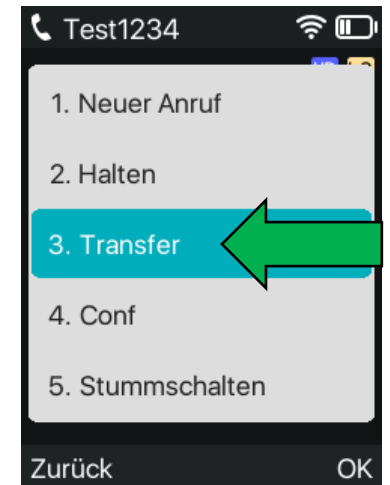 Test1234
1. Neuer Anruf
2. Halten
3. Transfer
4. Conf
5. Stummschalten
Zurück OK